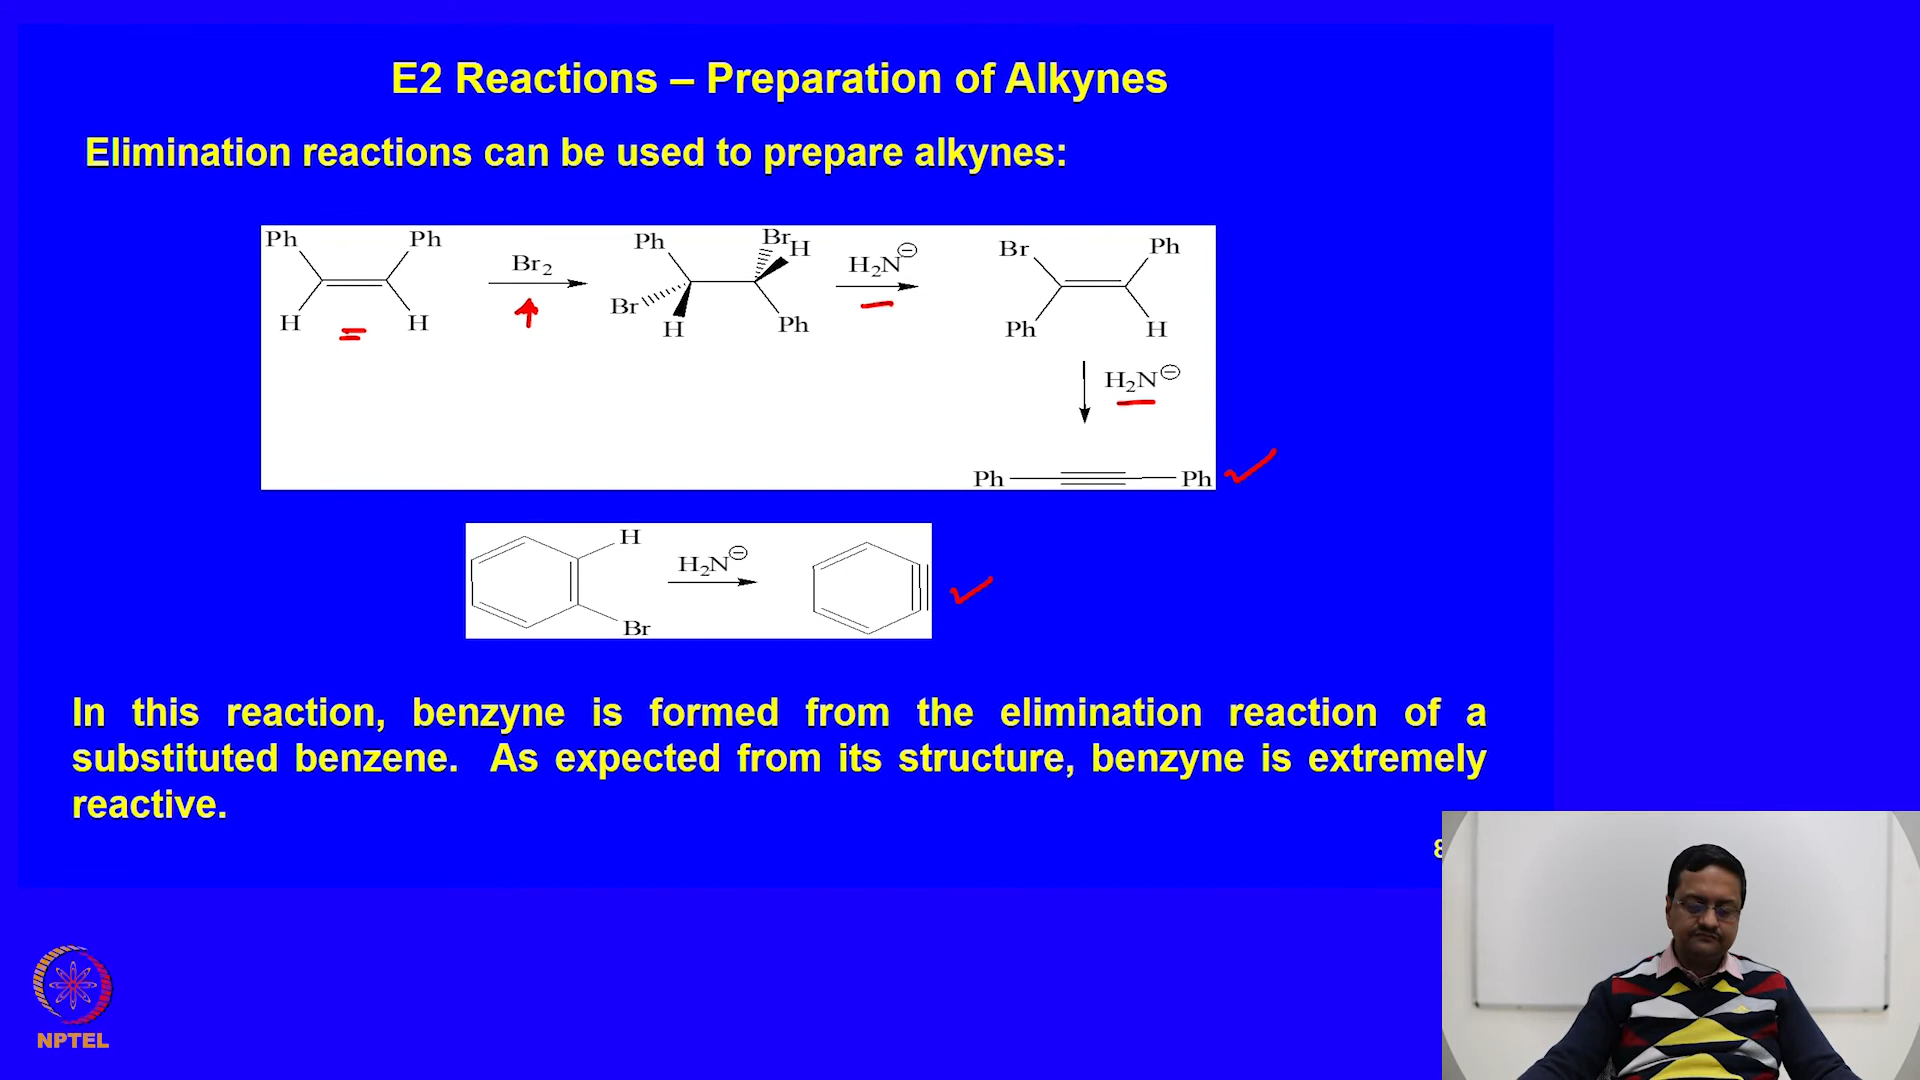 E2 Reactions – Preparation of Alkynes
Elimination reactions can be used to prepare alkynes:
Ph Ph H H
Br₂
Ph Br H Br H Ph
H₂N⊖
Br Ph Ph H
H₂N⊖
Ph Ph
H Br
H₂N⊖
In this reaction, benzyne is formed from the elimination reaction of a
substituted benzene. As expected from its structure, benzyne is extremely
reactive.
NPTEL